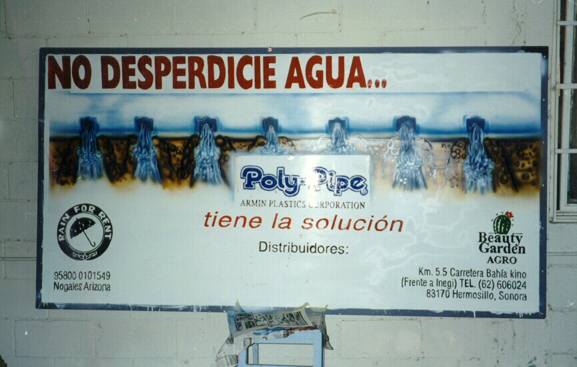 NO DESPERDICIE AGUA...
Poly-Pipe
ARMIN PLASTICS CORPORATION
tiene la solución
Distribuidores:
RAIN FOR RENT
95800 0101549
Nogales Arizona
Beauty
Garden
AGRO
Km. 5.5 Carretera Bahía kino
(Frente a Inegi) TEL. (62) 606024
83170 Hermosillo, Sonora